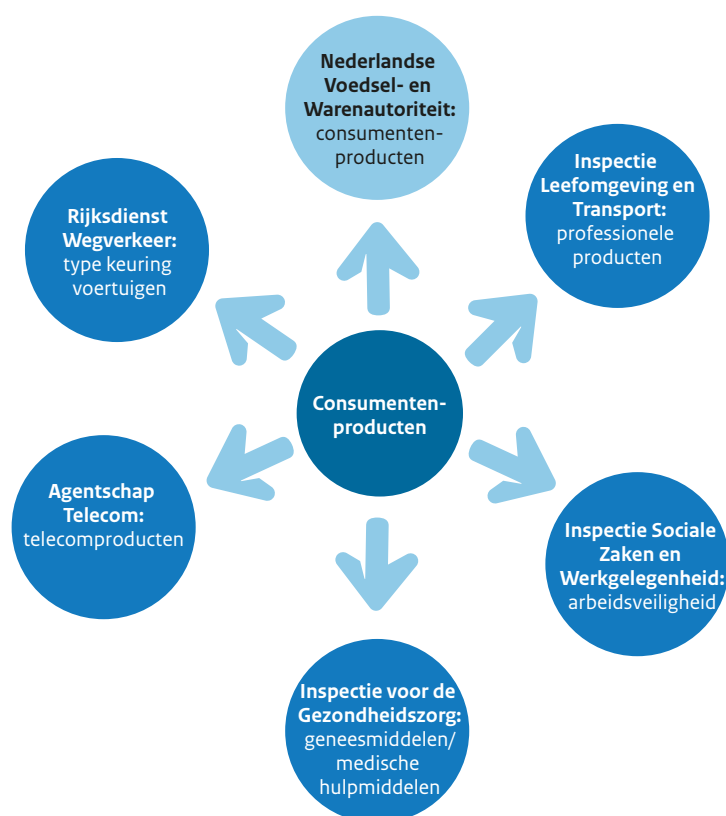 Nederlandse
Voedsel- en
Warenautoriteit:
consumenten-
producten
Inspectie
Leefomgeving en
Transport:
professionele
producten
Rijksdienst
Wegverkeer:
type keuring
voertuigen
Consumenten-
producten
Agentschap
Telecom:
telecomproducten
Inspectie Sociale
Zaken en
Werkgelegenheid:
arbeidsveiligheid
Inspectie voor de
Gezondheidszorg:
geneesmiddelen/
medische
hulpmiddelen